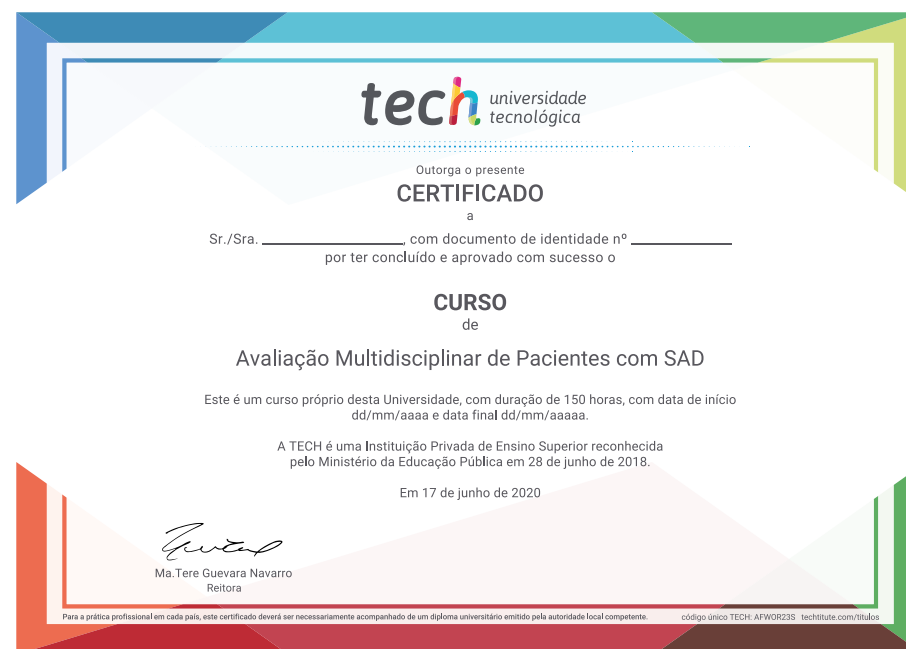 tech universidade
tecnológica
Outorga o presente
CERTIFICADO
a
Sr./Sra. ____________________, com documento de identidade nº ______________
por ter concluído e aprovado com sucesso o
CURSO
de
Avaliação Multidisciplinar de Pacientes com SAD
Este é um curso próprio desta Universidade, com duração de 150 horas, com data de início
dd/mm/aaaa e data final dd/mm/aaaaa.
A TECH é uma Instituição Privada de Ensino Superior reconhecida
pelo Ministério da Educação Pública em 28 de junho de 2018.
Em 17 de junho de 2020
Ma.Tere Guevara Navarro
Reitora
Para a prática profissional em cada país, este certificado deverá ser necessariamente acompanhado de um diploma universitário emitido pela autoridade local competente. código único TECH: AFWOR23S techtitute.com/titulos